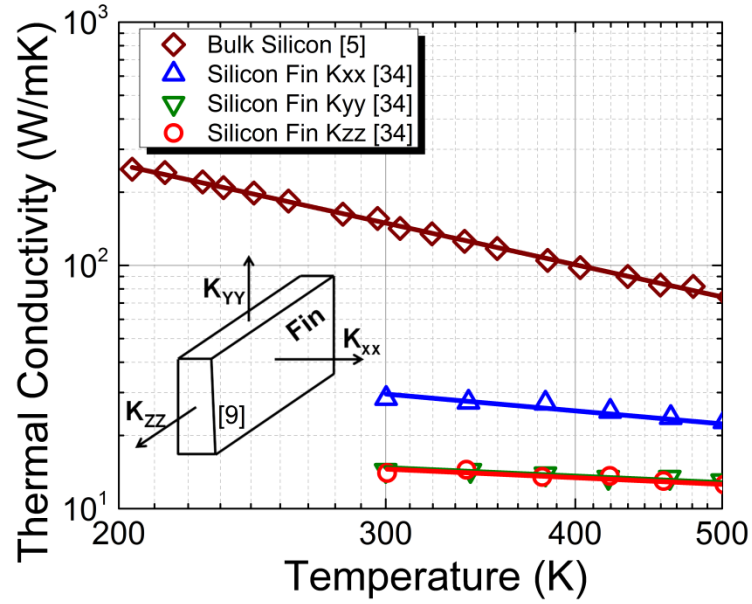 Thermal Conductivity (W/mK)
10³
10²
10¹
Bulk Silicon [5]
Silicon Fin Kxx [34]
Silicon Fin Kyy [34]
Silicon Fin Kzz [34]
K_YY
Fin
K_xx
K_ZZ
[9]
200 300 400 500
Temperature (K)